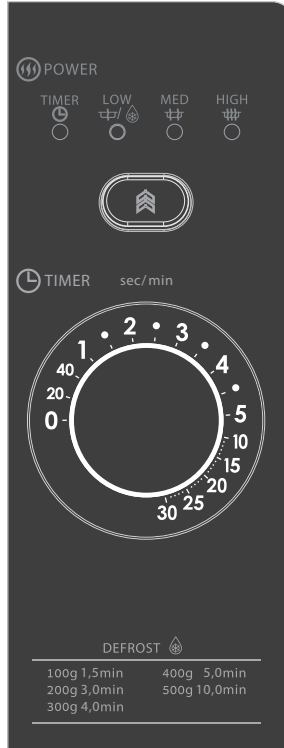 POWER
TIMER LOW MED HIGH
/
TIMER sec/min
0 20 40 1 2 3 4 5 10 15 20 25 30
DEFROST
100g 1,5min 400g 5,0min
200g 3,0min 500g 10,0min
300g 4,0min